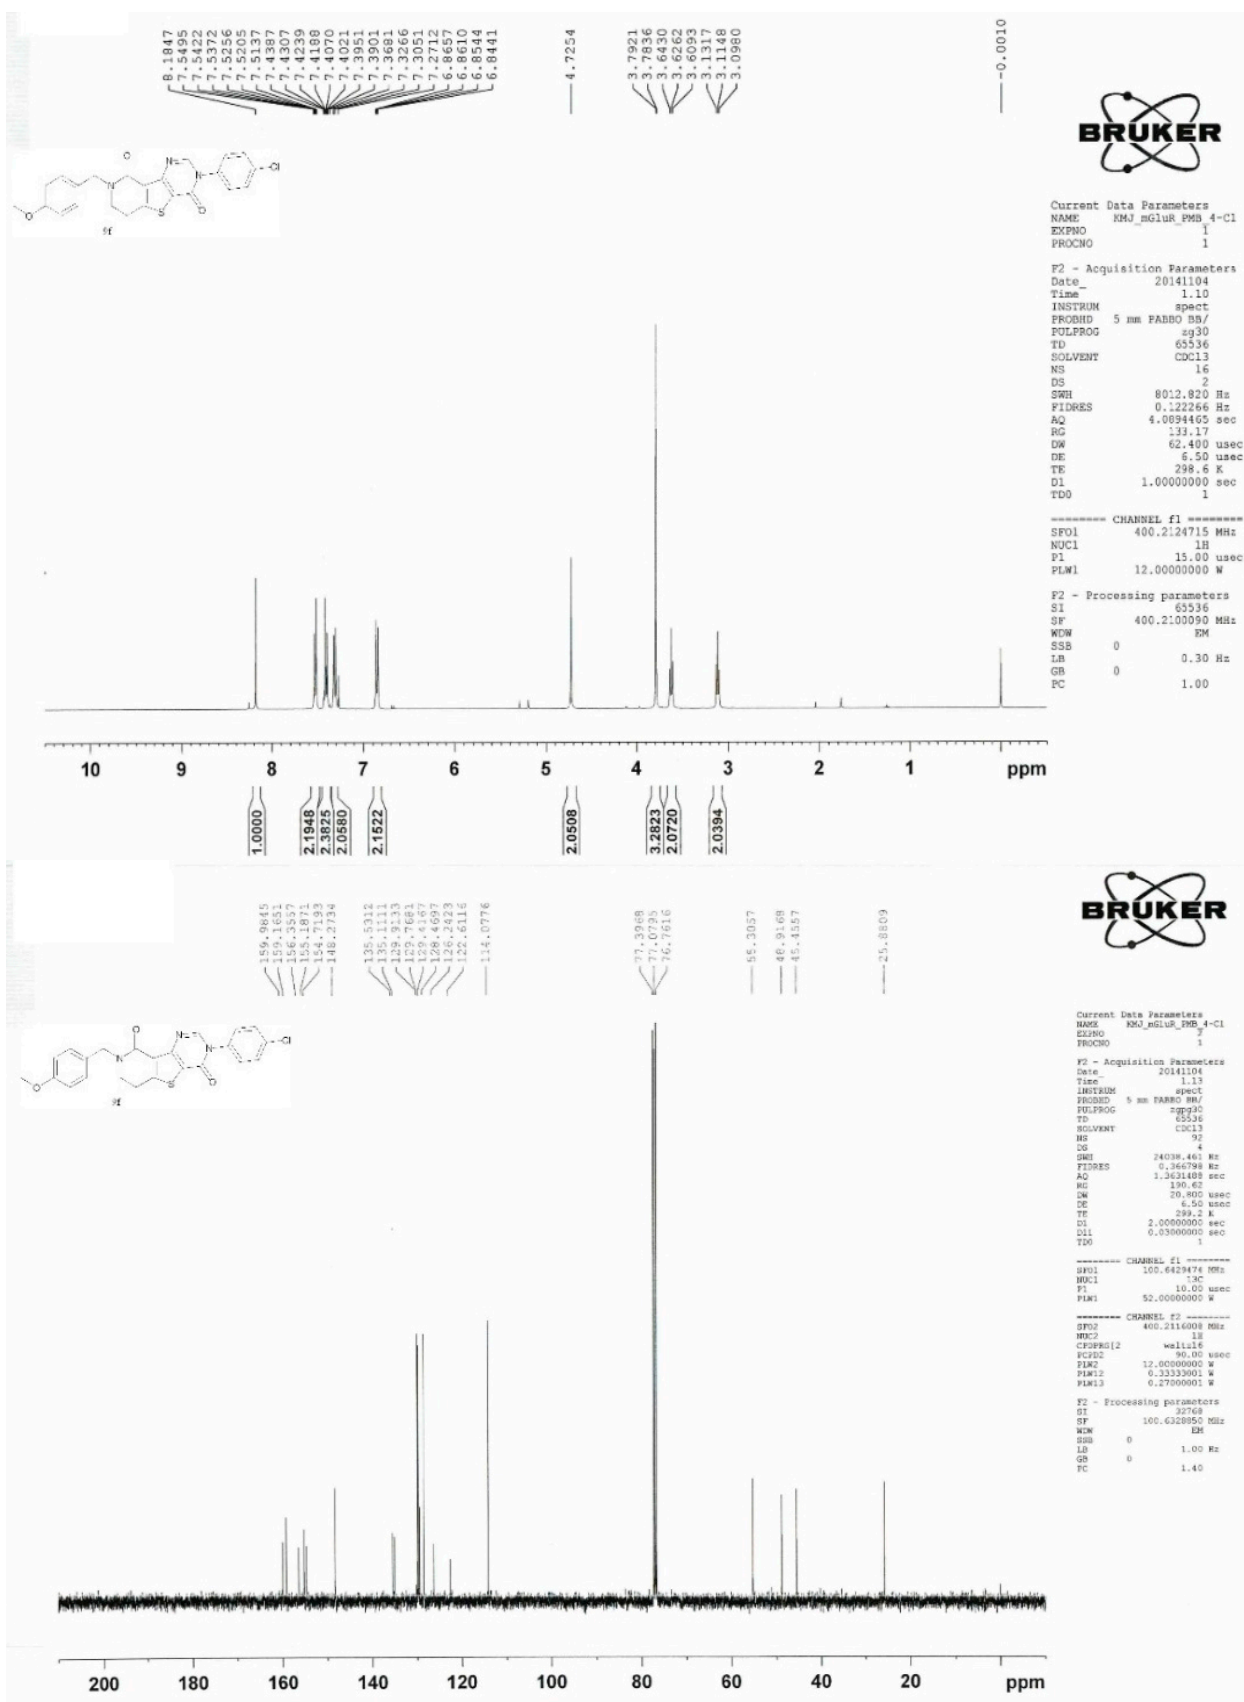 8.1847
7.5495
7.5422
7.5372
7.5256
7.5205
7.5137
7.4387
7.4307
7.4239
7.4188
7.4070
7.4021
7.3951
7.3901
7.3681
7.3266
7.3051
7.2712
6.8657
6.8610
6.8544
6.8441
4.7254
3.7921
3.7836
3.6430
3.6262
3.6093
3.1317
3.1148
3.0980
-0.0010
BRUKER
O
N
N
N
Cl
O
S
O
9f
Current Data Parameters
NAME KMJ_mGluR_PMB_4-Cl
EXPNO 1
PROCNO 1
F2 - Acquisition Parameters
Date_ 20141104
Time 1.10
INSTRUM spect
PROBHD 5 mm PABBO BB/
PULPROG zg30
TD 65536
SOLVENT CDCl3
NS 16
DS 2
SWH 8012.820 Hz
FIDRES 0.122266 Hz
AQ 4.0894465 sec
RG 133.17
DW 62.400 usec
DE 6.50 usec
TE 298.6 K
D1 1.00000000 sec
TD0 1
======== CHANNEL f1 ========
SFO1 400.2124715 MHz
NUC1 1H
P1 15.00 usec
PLW1 12.00000000 W
F2 - Processing parameters
SI 65536
SF 400.2100090 MHz
WDW EM
SSB 0
LB 0.30 Hz
GB 0
PC 1.00
10 9 8 7 6 5 4 3 2 1 ppm
1.0000
2.1948
2.3825
2.0580
2.1522
2.0508
3.2823
2.0720
2.0394
159.9845
159.1651
156.3557
155.1871
154.7193
148.2734
135.5312
135.1111
129.9133
129.7681
129.4167
128.4697
126.2423
122.6116
114.0776
77.3968
77.0795
76.7616
55.3057
48.9169
45.4557
25.8809
BRUKER
O
N
N
N
Cl
O
S
O
9f
Current Data Parameters
NAME KMJ_mGluR_PMB_4-Cl
EXPNO 2
PROCNO 1
F2 - Acquisition Parameters
Date_ 20141104
Time 1.13
INSTRUM spect
PROBHD 5 mm PABBO BB/
PULPROG zgpg30
TD 65536
SOLVENT CDCl3
NS 92
DS 4
SWH 24038.461 Hz
FIDRES 0.366798 Hz
AQ 1.3631488 sec
RG 190.62
DW 20.800 usec
DE 6.50 usec
TE 299.2 K
D1 2.00000000 sec
D11 0.03000000 sec
TD0 1
======== CHANNEL f1 ========
SFO1 100.6429474 MHz
NUC1 13C
P1 10.00 usec
PLW1 52.00000000 W
======== CHANNEL f2 ========
SFO2 400.2116008 MHz
NUC2 1H
CPDPRG[2 waltz16
PCPD2 90.00 usec
PLW2 12.00000000 W
PLW12 0.33333001 W
PLW13 0.27000001 W
F2 - Processing parameters
SI 32768
SF 100.6328850 MHz
WDW EM
SSB 0
LB 1.00 Hz
GB 0
PC 1.40
200 180 160 140 120 100 80 60 40 20 ppm